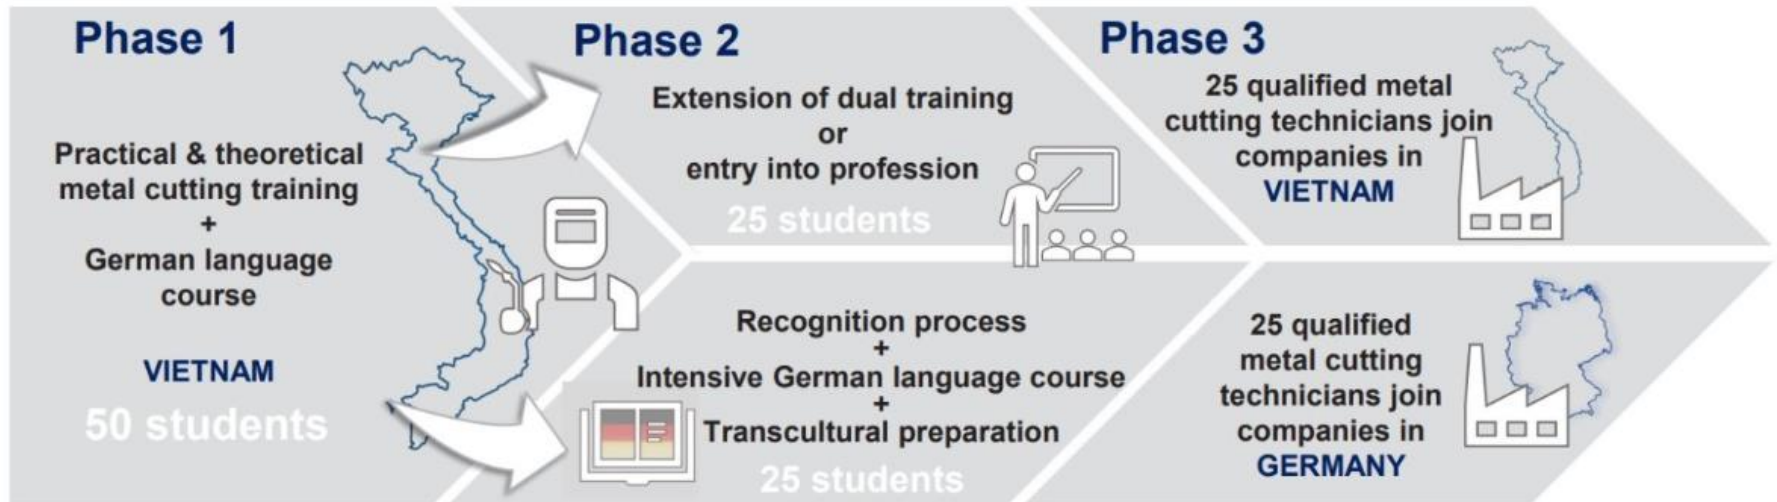 Phase 1
Practical & theoretical
metal cutting training
+
German language
course
VIETNAM
50 students
Phase 2
Extension of dual training
or
entry into profession
25 students
Recognition process
+
Intensive German language course
+
Transcultural preparation
25 students
Phase 3
25 qualified metal
cutting technicians join
companies in
VIETNAM
25 qualified
metal cutting
technicians join
companies in
GERMANY